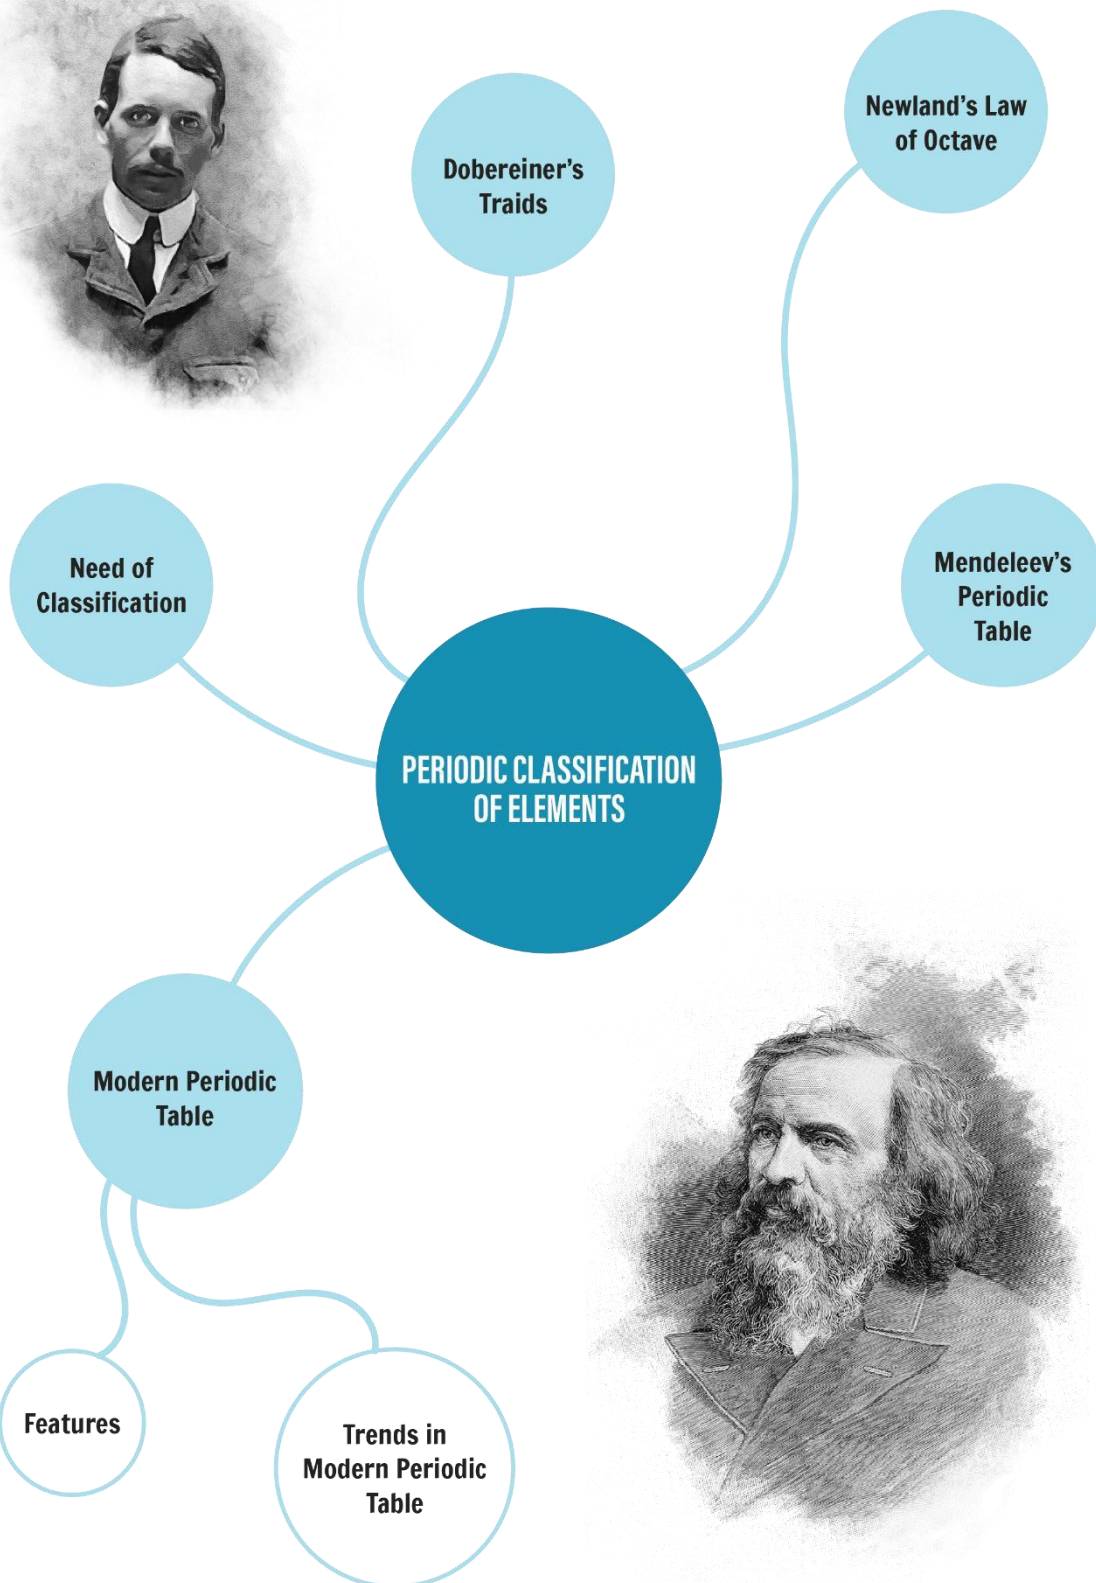 Newland’s Law
of Octave
Dobereiner’s
Traids
Need of
Classification
Mendeleev’s
Periodic
Table
PERIODIC CLASSIFICATION
OF ELEMENTS
Modern Periodic
Table
Features
Trends in
Modern Periodic
Table